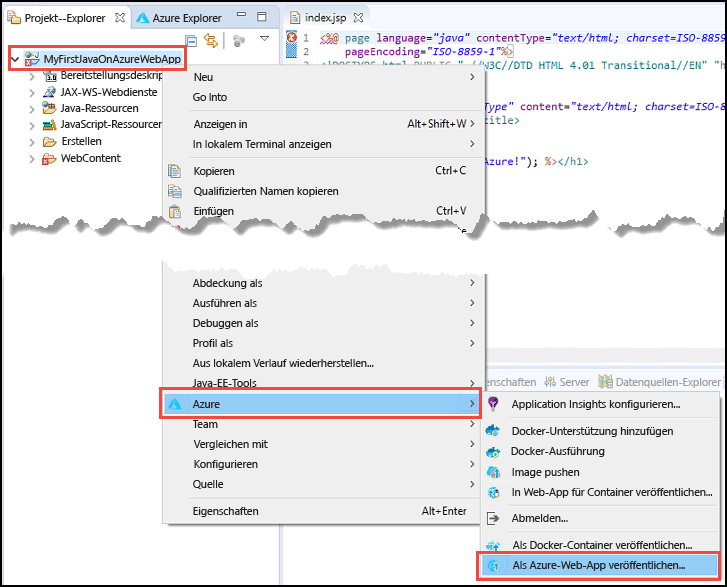 Projekt--Explorer Azure Explorer
index.jsp
MyFirstJavaOnAzureWebApp
Bereitstellungsdeskrip
JAX-WS-Webdienste
Java-Ressourcen
JavaScript-Ressourcen
Erstellen
WebContent
1 <%@ page language="java" contentType="text/html; charset=ISO-8859
2 pageEncoding="ISO-8859-1"%>
<!DOCTYPE html PUBLIC "-//W3C//DTD HTML 4.01 Transitional//EN" "h
Type" content="text/html; charset=ISO-
title>
Azure!"); %></h1>
Neu
Go Into
Anzeigen in Alt+Shift+W
In lokalem Terminal anzeigen
Kopieren Ctrl+C
Qualifizierten Namen kopieren
Einfügen Ctrl+V
Abdeckung als
Ausführen als
Debuggen als
Profil als
Aus lokalem Verlauf wiederherstellen...
Java-EE-Tools
Azure
Team
Vergleichen mit
Konfigurieren
Quelle
Eigenschaften Alt+Enter
enschaften Server Datenquellen-Explorer
Application Insights konfigurieren...
Docker-Unterstützung hinzufügen
Docker-Ausführung
Image pushen
In Web-App für Container veröffentlichen...
Abmelden...
Als Docker-Container veröffentlichen...
Als Azure-Web-App veröffentlichen...